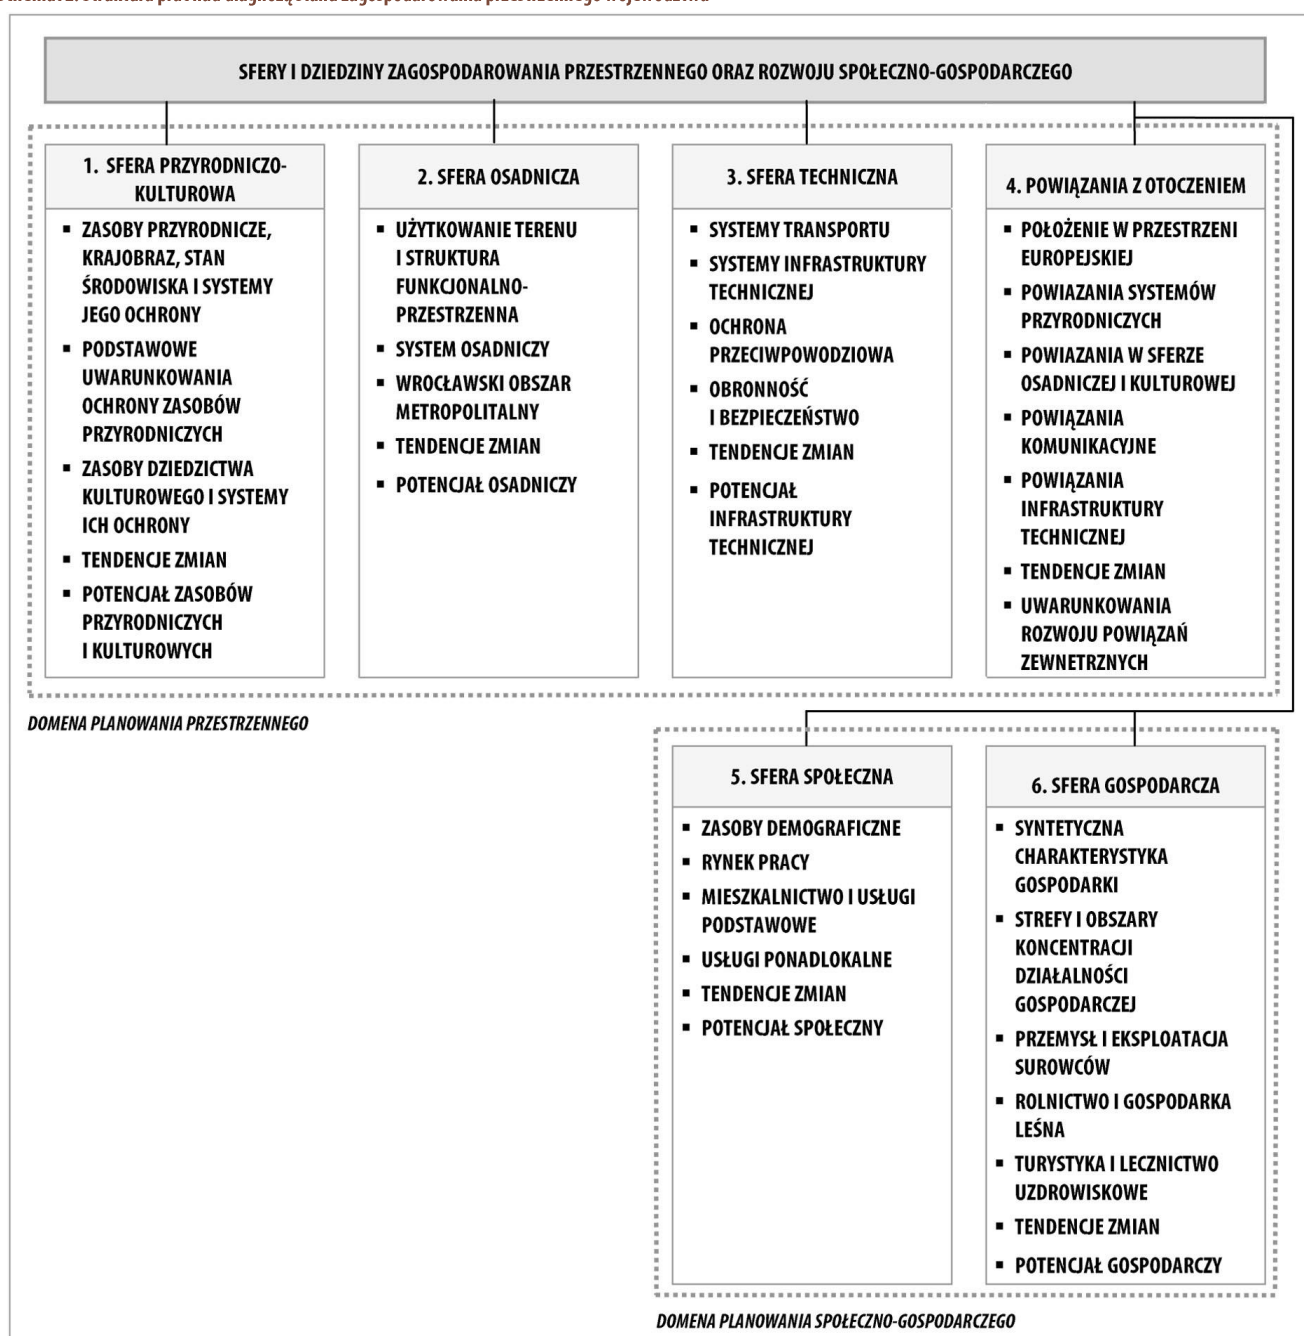 SFERY I DZIEDZINY ZAGOSPODAROWANIA PRZESTRZENNEGO ORAZ ROZWOJU SPOŁECZNO-GOSPODARCZEGO
1. SFERA PRZYRODNICZO-
KULTUROWA
▪ ZASOBY PRZYRODNICZE,
KRAJOBRAZ, STAN
ŚRODOWISKA I SYSTEMY
JEGO OCHRONY
▪ PODSTAWOWE
UWARUNKOWANIA
OCHRONY ZASOBÓW
PRZYRODNICZYCH
▪ ZASOBY DZIEDZICTWA
KULTUROWEGO I SYSTEMY
ICH OCHRONY
▪ TENDENCJE ZMIAN
▪ POTENCJAŁ ZASOBÓW
PRZYRODNICZYCH
I KULTUROWYCH
2. SFERA OSADNICZA
▪ UŻYTKOWANIE TERENU
I STRUKTURA
FUNKCJONALNO-
PRZESTRZENNA
▪ SYSTEM OSADNICZY
▪ WROCŁAWSKI OBSZAR
METROPOLITALNY
▪ TENDENCJE ZMIAN
▪ POTENCJAŁ OSADNICZY
3. SFERA TECHNICZNA
▪ SYSTEMY TRANSPORTU
▪ SYSTEMY INFRASTRUKTURY
TECHNICZNEJ
▪ OCHRONA
PRZECIWPOWODZIOWA
▪ OBRONNOŚĆ
I BEZPIECZEŃSTWO
▪ TENDENCJE ZMIAN
▪ POTENCJAŁ
INFRASTRUKTURY
TECHNICZNEJ
4. POWIĄZANIA Z OTOCZENIEM
▪ POŁOŻENIE W PRZESTRZENI
EUROPEJSKIEJ
▪ POWIAZANIA SYSTEMÓW
PRZYRODNICZYCH
▪ POWIAZANIA W SFERZE
OSADNICZEJ I KULTUROWEJ
▪ POWIĄZANIA
KOMUNIKACYJNE
▪ POWIĄZANIA
INFRASTRUKTURY
TECHNICZNEJ
▪ TENDENCJE ZMIAN
▪ UWARUNKOWANIA
ROZWOJU POWIĄZAŃ
ZEWNETRZNYCH
DOMENA PLANOWANIA PRZESTRZENNEGO
5. SFERA SPOŁECZNA
▪ ZASOBY DEMOGRAFICZNE
▪ RYNEK PRACY
▪ MIESZKALNICTWO I USŁUGI
PODSTAWOWE
▪ USŁUGI PONADLOKALNE
▪ TENDENCJE ZMIAN
▪ POTENCJAŁ SPOŁECZNY
6. SFERA GOSPODARCZA
▪ SYNTETYCZNA
CHARAKTERYSTYKA
GOSPODARKI
▪ STREFY I OBSZARY
KONCENTRACJI
DZIAŁALNOŚCI
GOSPODARCZEJ
▪ PRZEMYSŁ I EKSPLOATACJA
SUROWCÓW
▪ ROLNICTWO I GOSPODARKA
LEŚNA
▪ TURYSTYKA I LECZNICTWO
UZDROWISKOWE
▪ TENDENCJE ZMIAN
▪ POTENCJAŁ GOSPODARCZY
DOMENA PLANOWANIA SPOŁECZNO-GOSPODARCZEGO